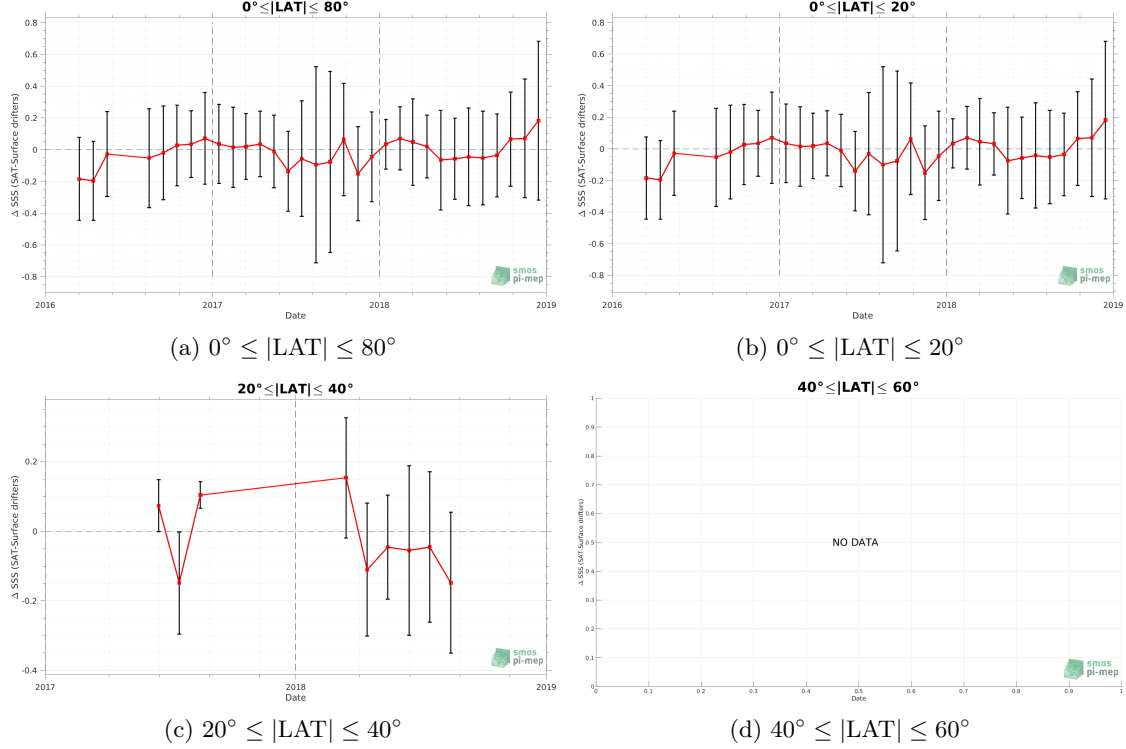 0°≤|LAT|≤ 80°
0.8
0.6
0.4
0.2
0
-0.2
-0.4
-0.6
-0.8
Δ SSS (SAT-Surface drifters)
2016
2017
2018
2019
Date
smos
pi-mep
(a) 0° ≤ |LAT| ≤ 80°
0°≤|LAT|≤ 20°
0.8
0.6
0.4
0.2
0
-0.2
-0.4
-0.6
-0.8
Δ SSS (SAT-Surface drifters)
2016
2017
2018
2019
Date
smos
pi-mep
(b) 0° ≤ |LAT| ≤ 20°
20°≤|LAT|≤ 40°
0.2
0
-0.2
-0.4
Δ SSS (SAT-Surface drifters)
2017
2018
2019
Date
smos
pi-mep
(c) 20° ≤ |LAT| ≤ 40°
40°≤|LAT|≤ 60°
1
0.9
0.8
0.7
0.6
0.5
0.4
0.3
0.2
0.1
0
Δ SSS (SAT-Surface drifters)
NO DATA
0
0.1
0.2
0.3
0.4
0.5
0.6
0.7
0.8
0.9
1
Date
smos
pi-mep
(d) 40° ≤ |LAT| ≤ 60°